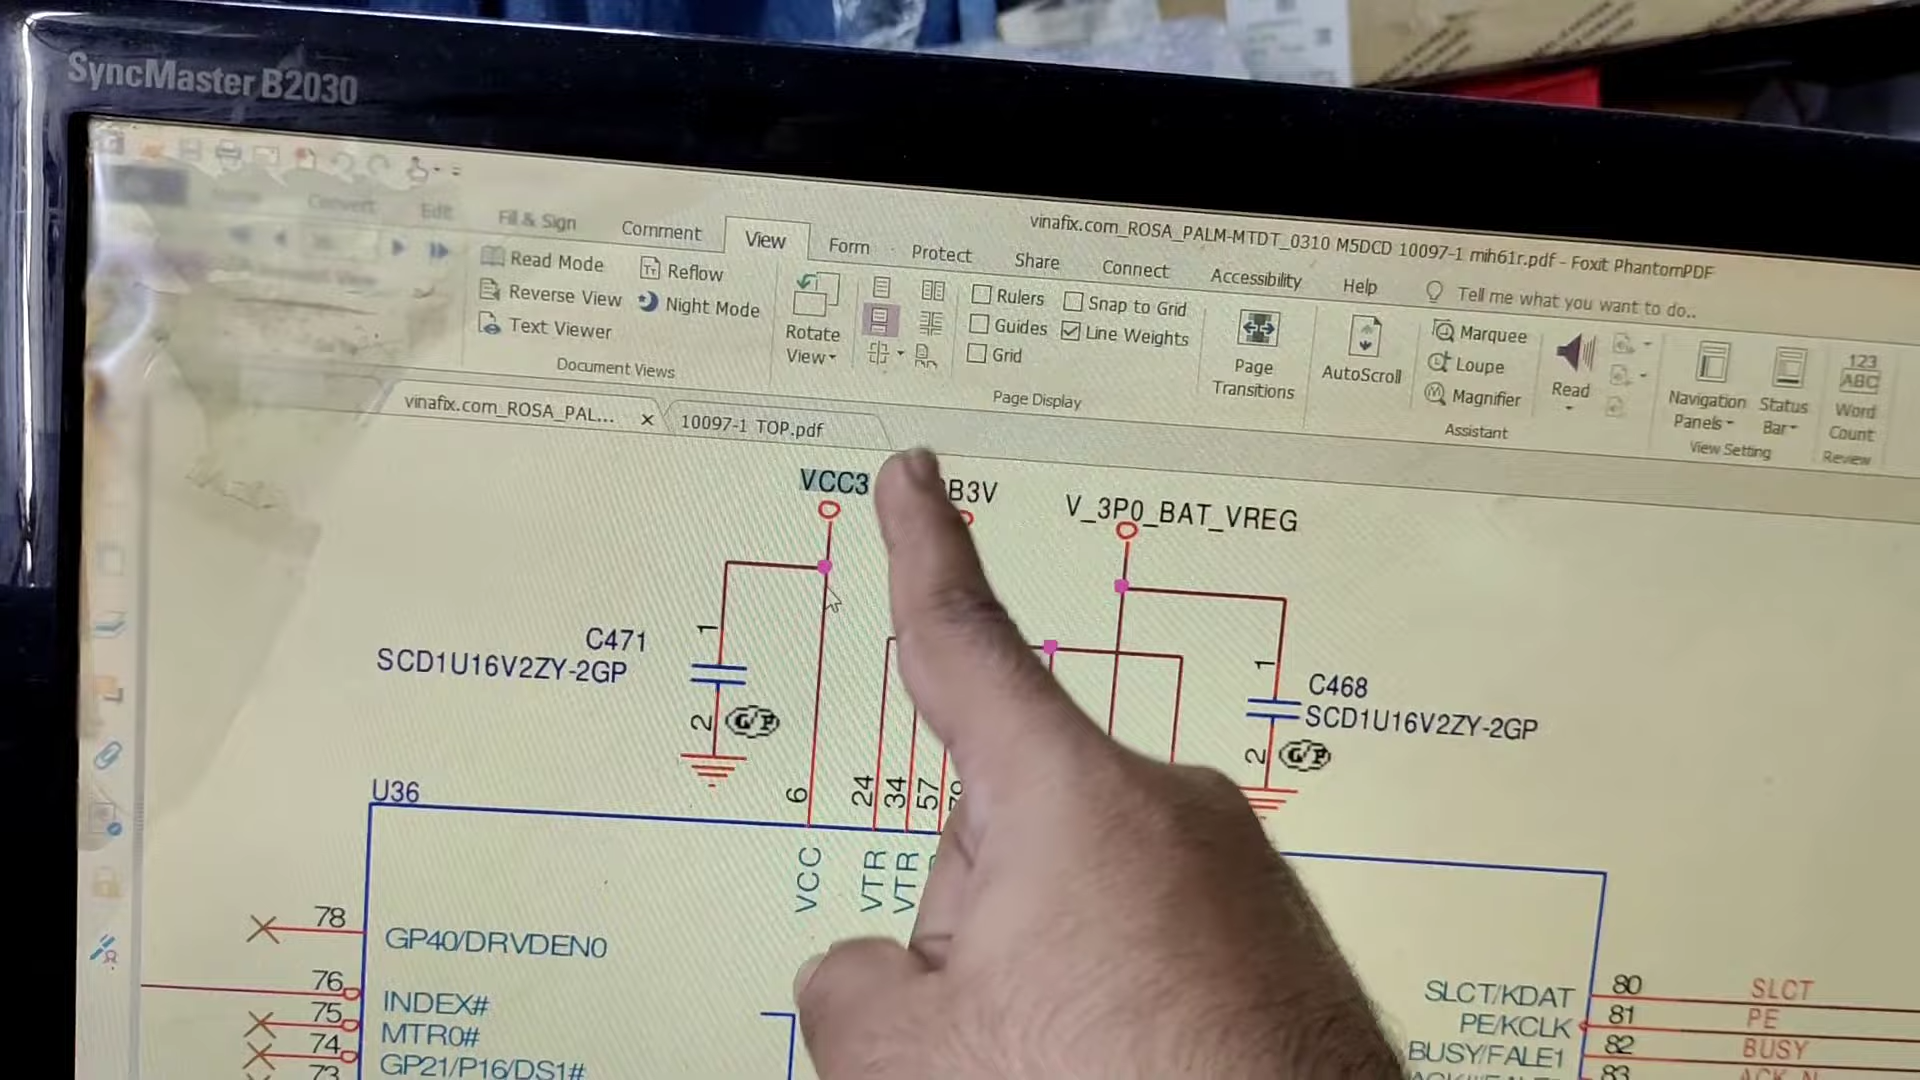 SyncMaster B2030
vinafix.com_ROSA_PALM-MTDT_0310 M5DCD 10097-1 mih61r.pdf - Foxit PhantomPDF
Convert Edit Fill & Sign Comment View Form Protect Share Connect Accessibility Help Tell me what you want to do..
Read Mode Reflow
Reverse View Night Mode
Text Viewer
Document Views
Rotate
View
Rulers Snap to Grid
Guides Line Weights
Grid
Page Display
Page
Transitions
AutoScroll
Marquee
Loupe
Magnifier
Assistant
Read
Navigation
Panels
Status
Bar
View Setting
123
ABC
Word
Count
Review
vinafix.com_ROSA_PAL... 10097-1 TOP.pdf
VCC3 B3V V_3P0_BAT_VREG
C471
SCD1U16V2ZY-2GP
1
2
G/P
C468
SCD1U16V2ZY-2GP
1
2
G/P
U36
6 24 34 57
VCC VTR VTR
78 GP40/DRVDEN0
76 INDEX#
75 MTR0#
74 GP21/P16/DS1#
73
SLCT/KDAT 80 SLCT
PE/KCLK 81 PE
BUSY/FALE1 82 BUSY
83 ACK_N